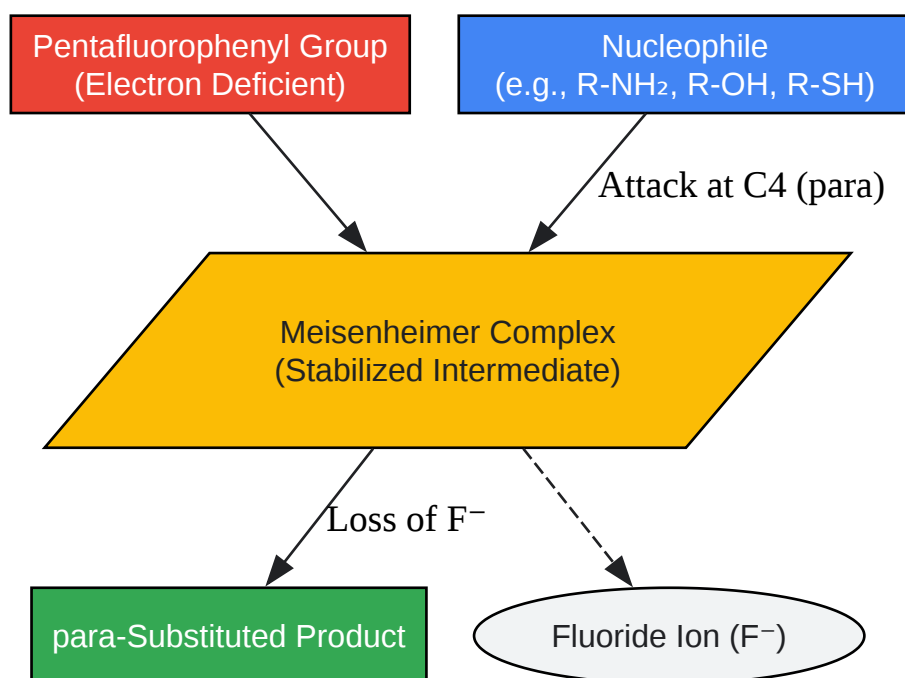 Pentafluorophenyl Group
(Electron Deficient)
Nucleophile
(e.g., R-NH₂, R-OH, R-SH)
Attack at C4 (para)
Meisenheimer Complex
(Stabilized Intermediate)
Loss of F⁻
para-Substituted Product
Fluoride Ion (F⁻)